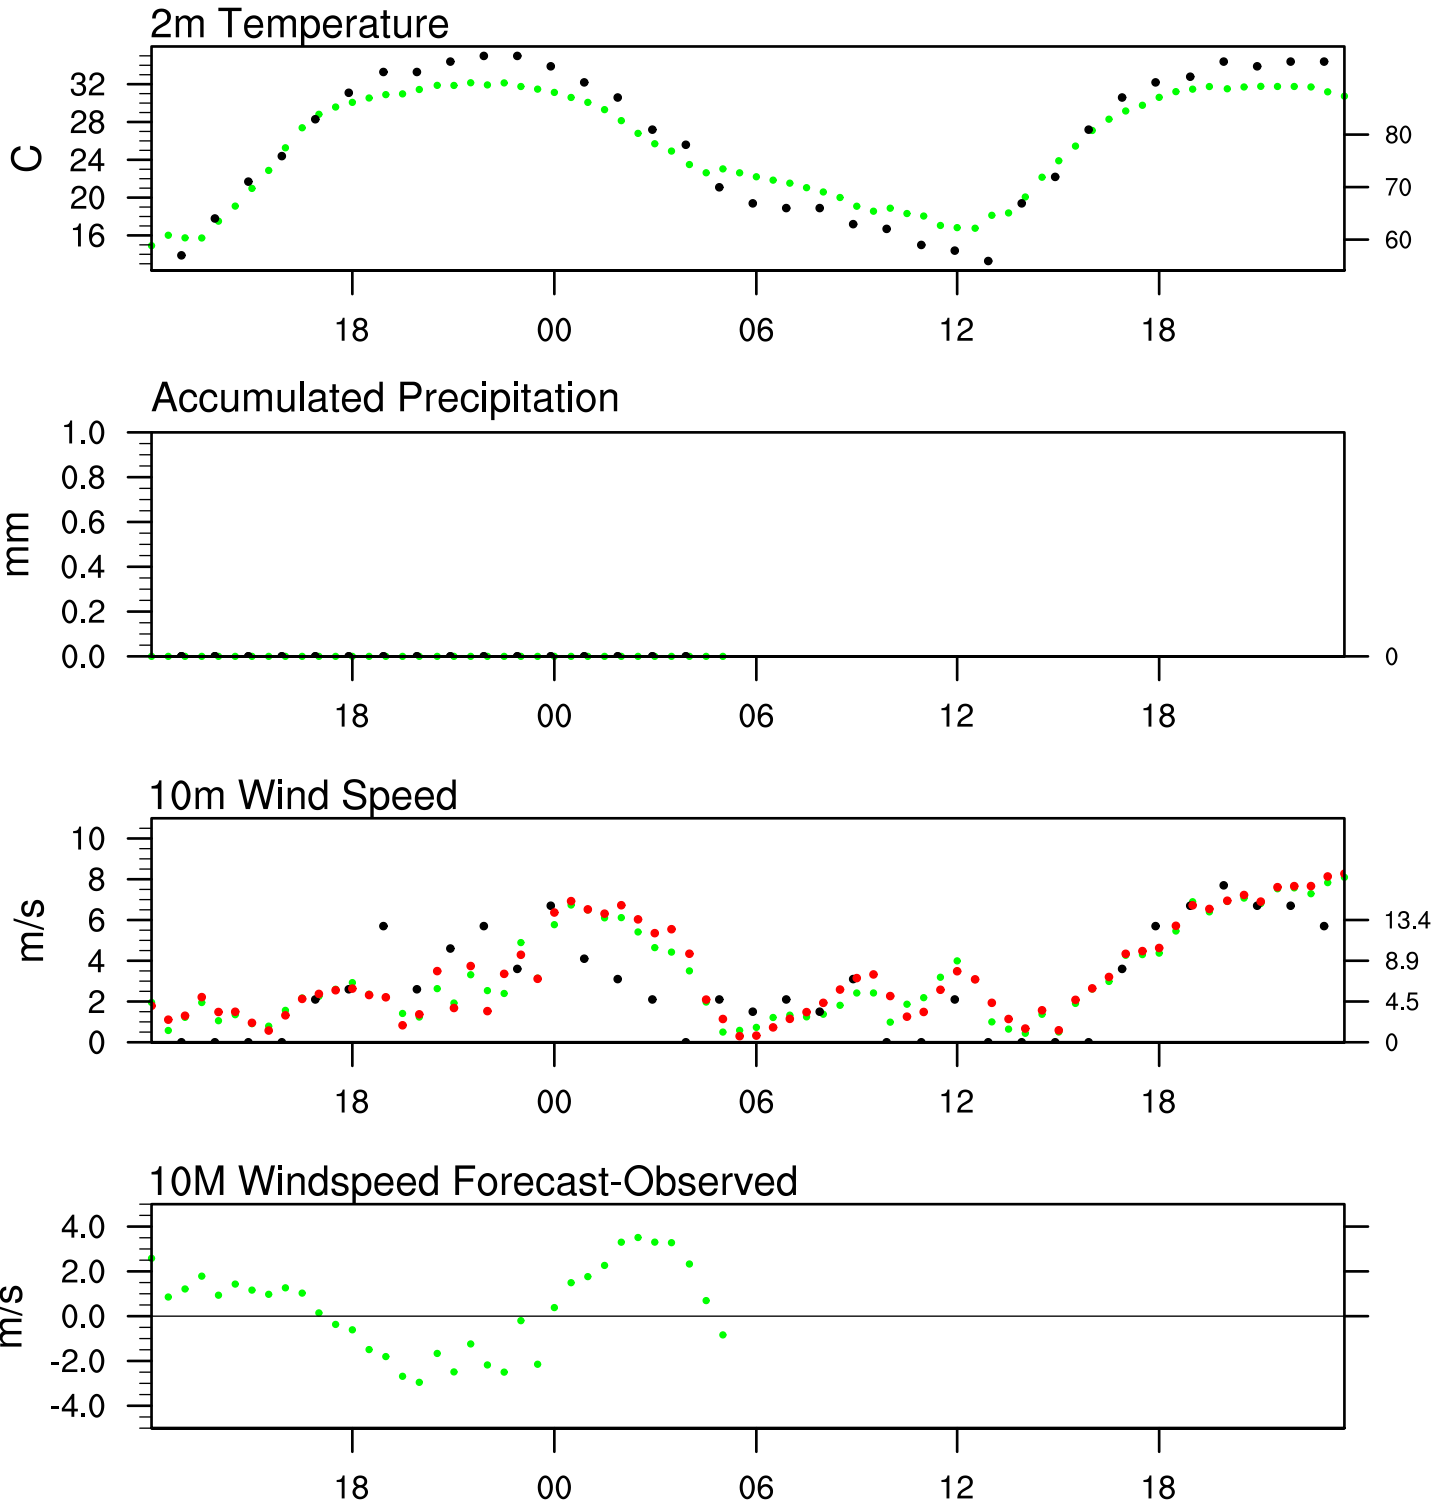 2m Temperature
C
32
28
24
20
16
80
70
60
18 00 06 12 18
Accumulated Precipitation
mm
1.0
0.8
0.6
0.4
0.2
0.0
0
18 00 06 12 18
10m Wind Speed
m/s
10
8
6
4
2
0
13.4
8.9
4.5
0
18 00 06 12 18
10M Windspeed Forecast-Observed
m/s
4.0
2.0
0.0
-2.0
-4.0
18 00 06 12 18